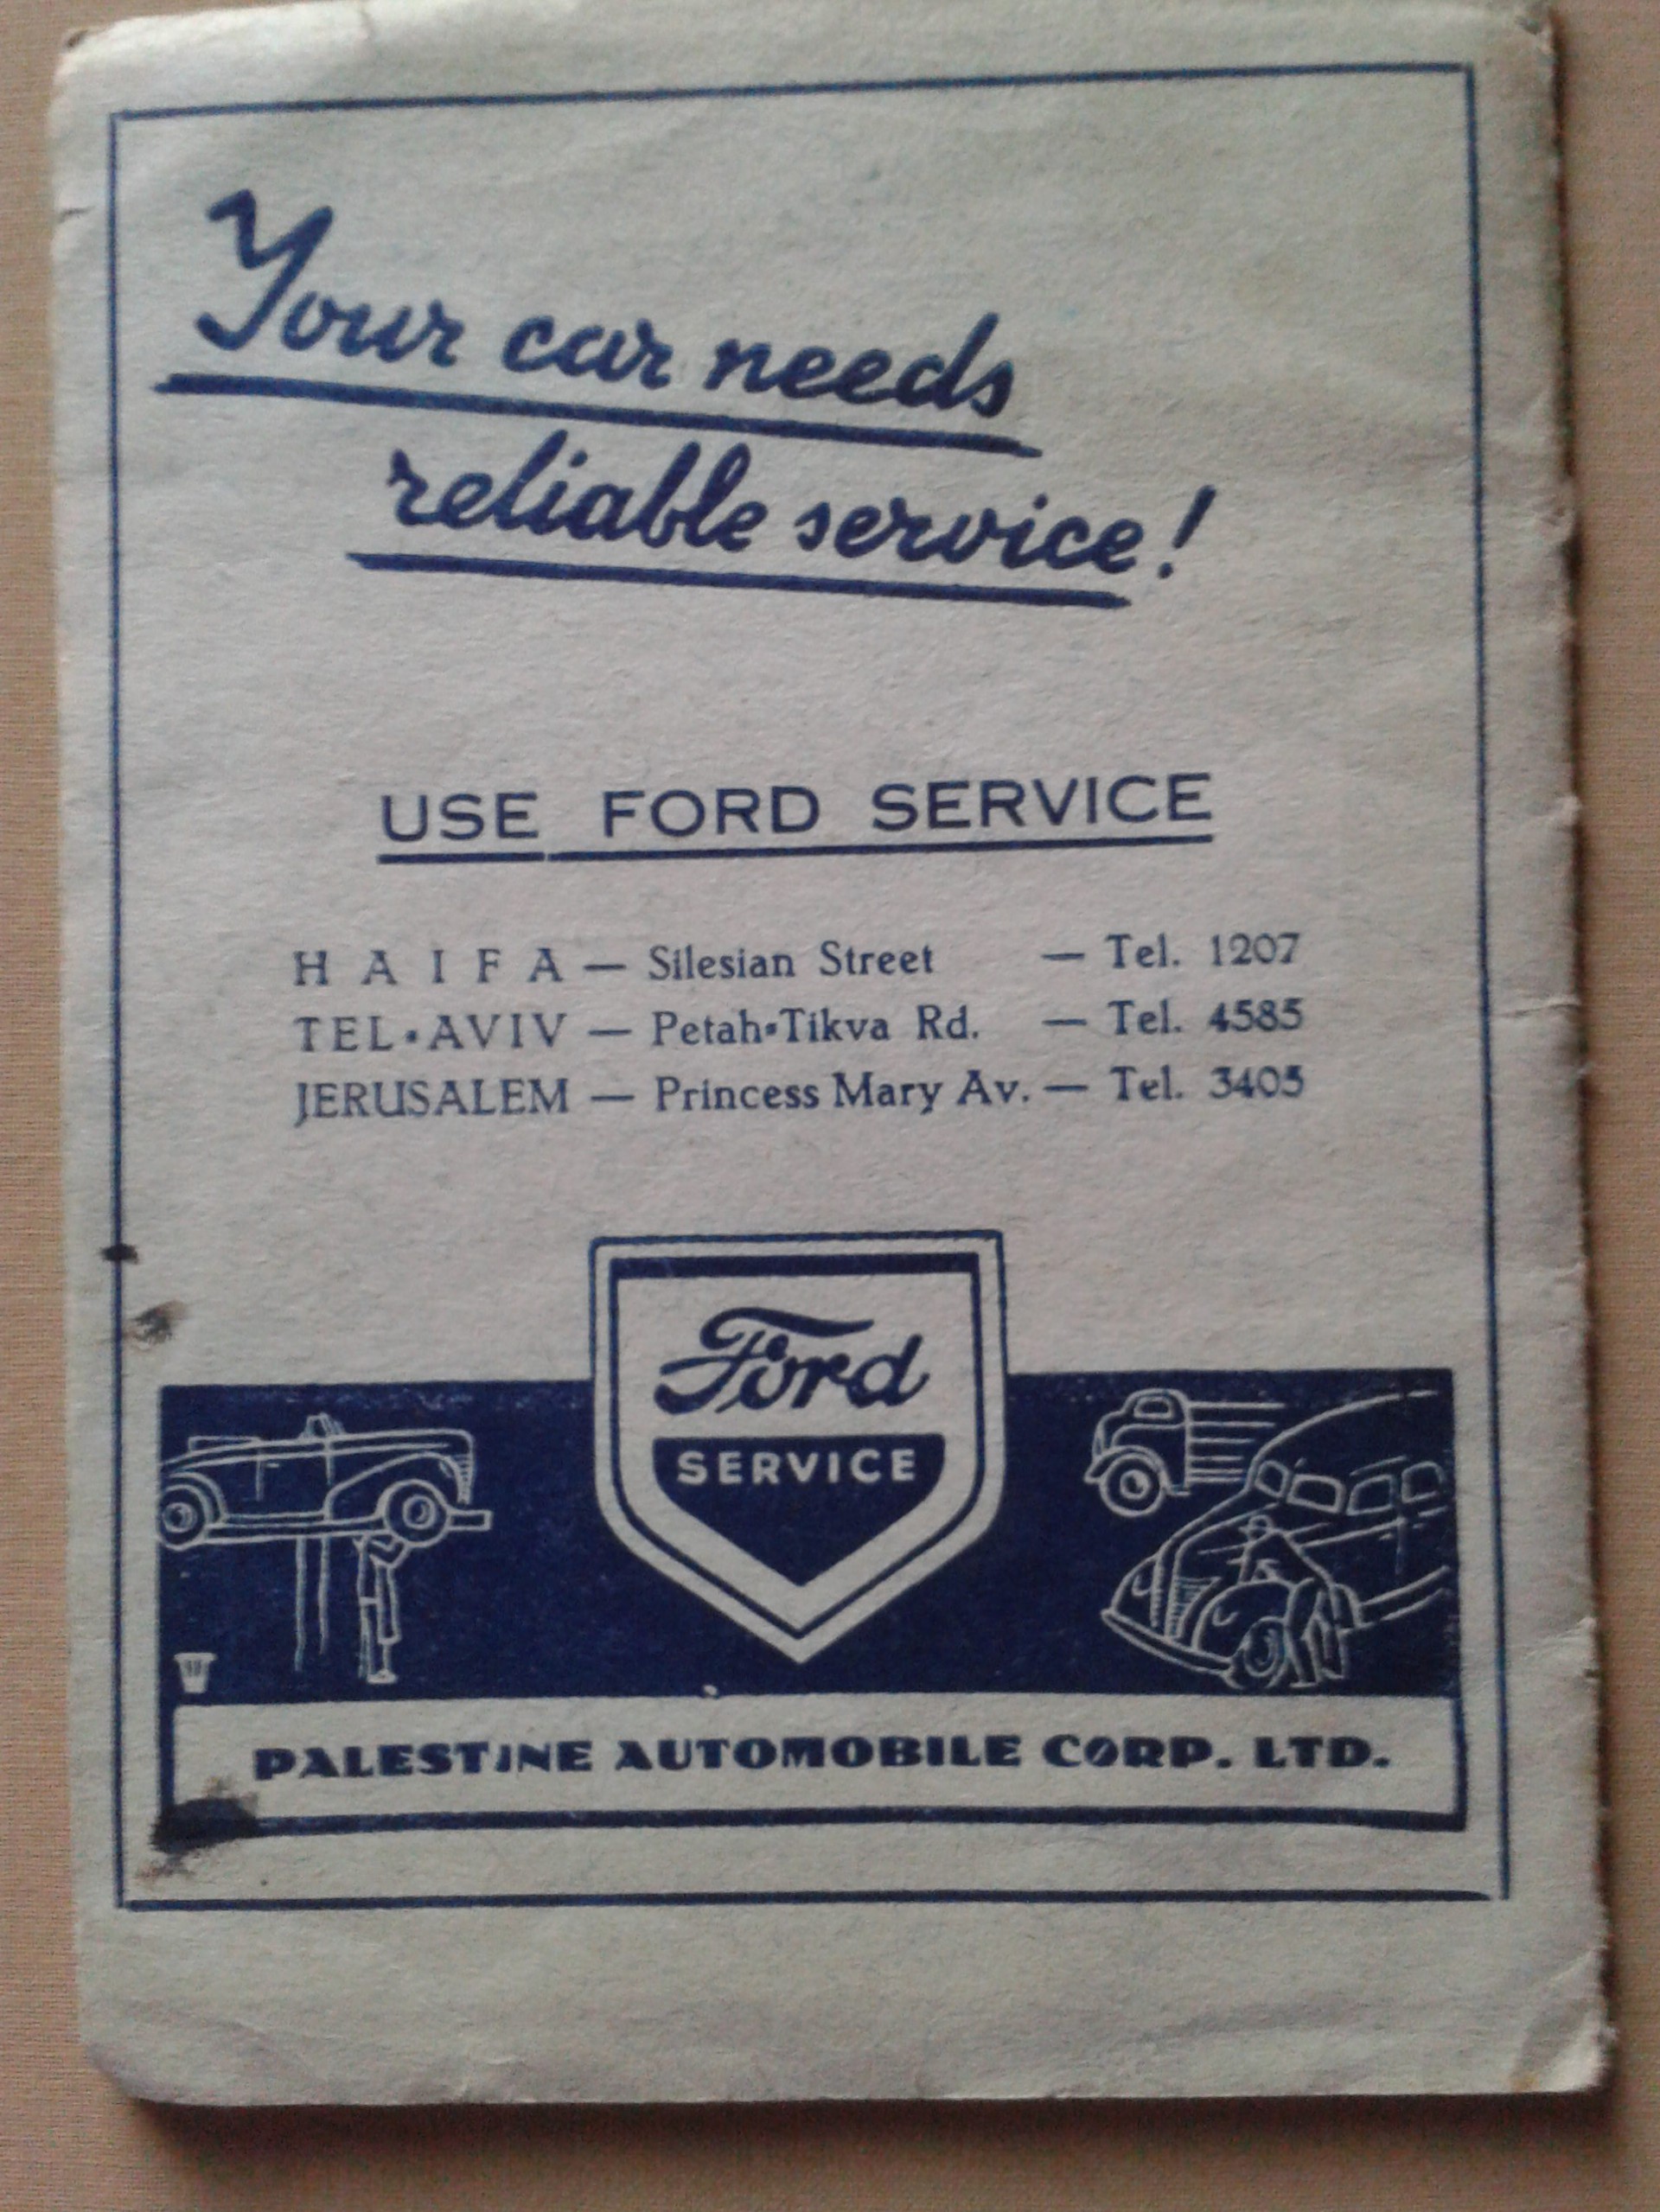 Your car needs
reliable service!
USE FORD SERVICE
HAIFA — Silesian Street — Tel. 1207
TEL-AVIV — Petah-Tikva Rd. — Tel. 4585
JERUSALEM — Princess Mary Av. — Tel. 3405
Ford
SERVICE
PALESTINE AUTOMOBILE CORP. LTD.